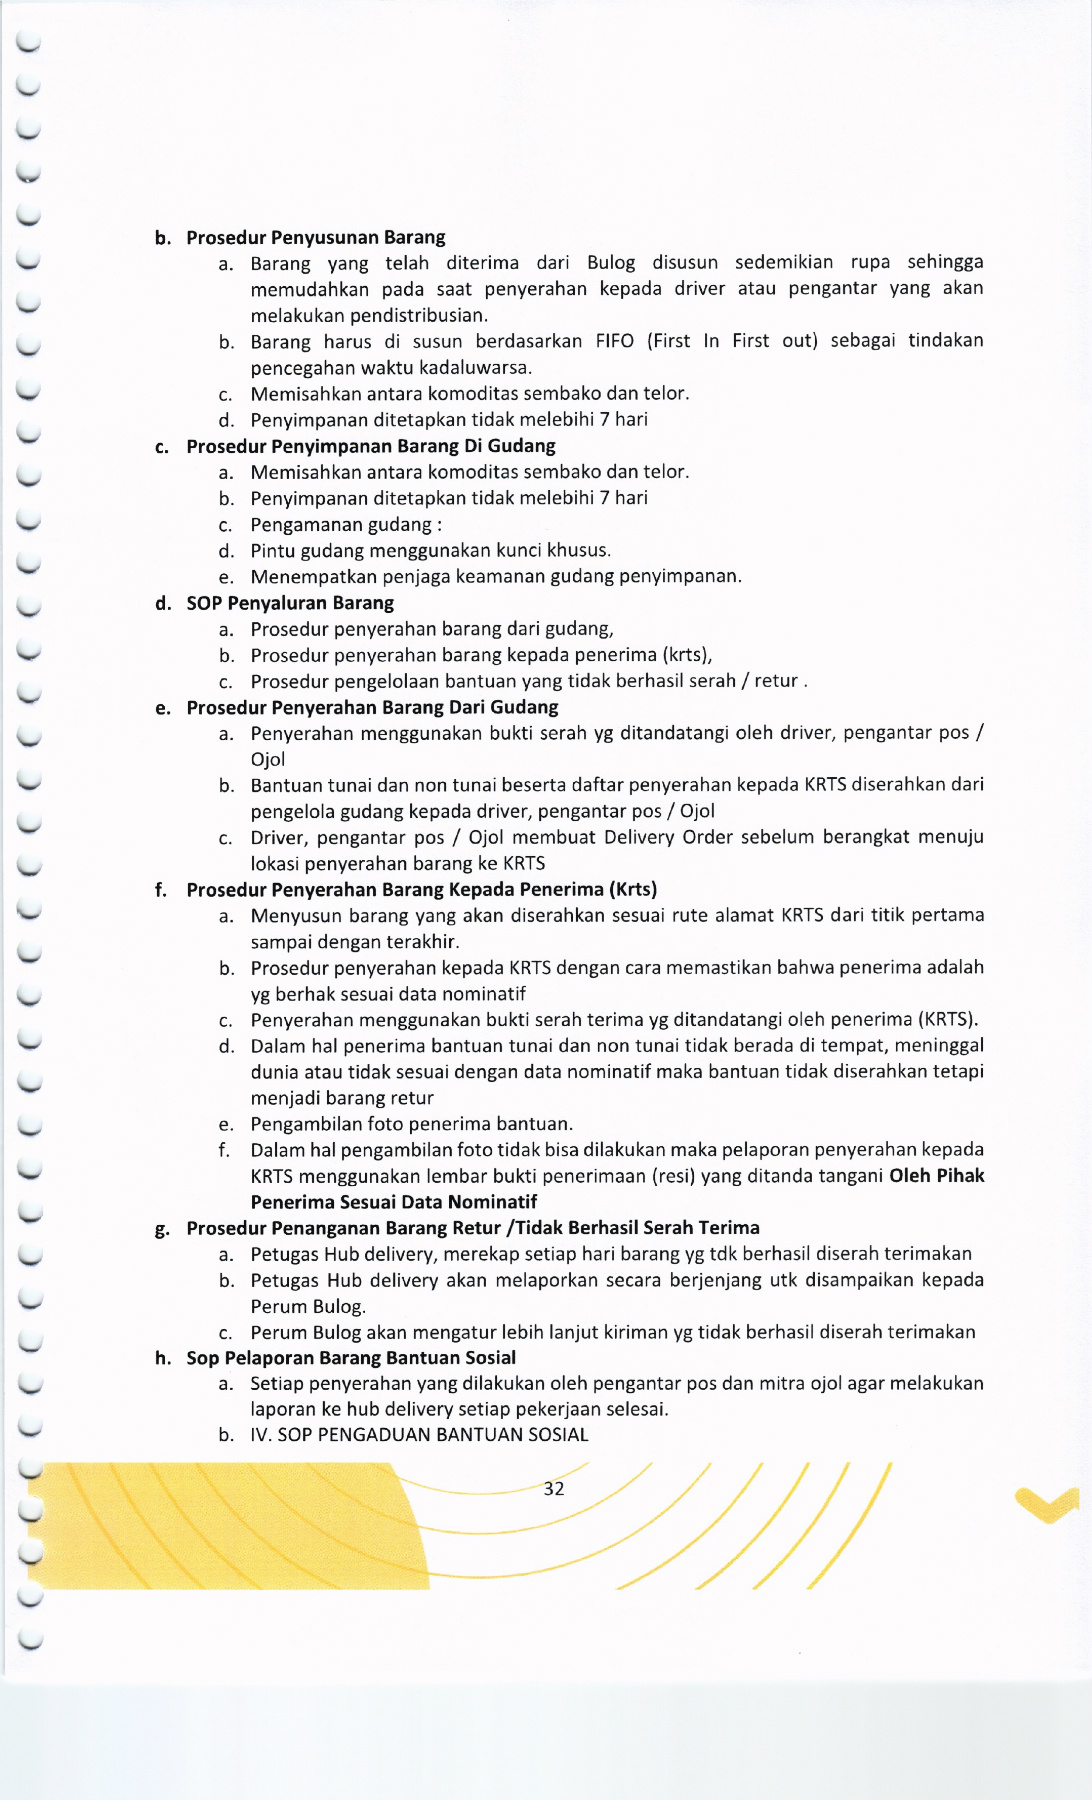 b. Prosedur Penyusunan Barang
a. Barang yang telah diterima dari Bulog disusun sedemikian rupa sehingga
memudahkan pada saat penyerahan kepada driver atau pengantar yang akan
melakukan pendistribusian.
b. Barang harus di susun berdasarkan FIFO (First In First out) sebagai tindakan
pencegahan waktu kadaluwarsa.
c. Memisahkan antara komoditas sembako dan telor.
d. Penyimpanan ditetapkan tidak melebihi 7 hari
c. Prosedur Penyimpanan Barang Di Gudang
a. Memisahkan antara komoditas sembako dan telor.
b. Penyimpanan ditetapkan tidak melebihi 7 hari
c. Pengamanan gudang :
d. Pintu gudang menggunakan kunci khusus.
e. Menempatkan penjaga keamanan gudang penyimpanan.
d. SOP Penyaluran Barang
a. Prosedur penyerahan barang dari gudang,
b. Prosedur penyerahan barang kepada penerima (krts),
c. Prosedur pengelolaan bantuan yang tidak berhasil serah / retur .
e. Prosedur Penyerahan Barang Dari Gudang
a. Penyerahan menggunakan bukti serah yg ditandatangi oleh driver, pengantar pos /
Ojol
b. Bantuan tunai dan non tunai beserta daftar penyerahan kepada KRTS diserahkan dari
pengelola gudang kepada driver, pengantar pos / Ojol
c. Driver, pengantar pos / Ojol membuat Delivery Order sebelum berangkat menuju
lokasi penyerahan barang ke KRTS
f. Prosedur Penyerahan Barang Kepada Penerima (Krts)
a. Menyusun barang yang akan diserahkan sesuai rute alamat KRTS dari titik pertama
sampai dengan terakhir.
b. Prosedur penyerahan kepada KRTS dengan cara memastikan bahwa penerima adalah
yg berhak sesuai data nominatif
c. Penyerahan menggunakan bukti serah terima yg ditandatangi oleh penerima (KRTS).
d. Dalam hal penerima bantuan tunai dan non tunai tidak berada di tempat, meninggal
dunia atau tidak sesuai dengan data nominatif maka bantuan tidak diserahkan tetapi
menjadi barang retur
e. Pengambilan foto penerima bantuan.
f. Dalam hal pengambilan foto tidak bisa dilakukan maka pelaporan penyerahan kepada
KRTS menggunakan lembar bukti penerimaan (resi) yang ditanda tangani Oleh Pihak
Penerima Sesuai Data Nominatif
g. Prosedur Penanganan Barang Retur /Tidak Berhasil Serah Terima
a. Petugas Hub delivery, merekap setiap hari barang yg tdk berhasil diserah terimakan
b. Petugas Hub delivery akan melaporkan secara berjenjang utk disampaikan kepada
Perum Bulog.
c. Perum Bulog akan mengatur lebih lanjut kiriman yg tidak berhasil diserah terimakan
h. Sop Pelaporan Barang Bantuan Sosial
a. Setiap penyerahan yang dilakukan oleh pengantar pos dan mitra ojol agar melakukan
laporan ke hub delivery setiap pekerjaan selesai.
b. IV. SOP PENGADUAN BANTUAN SOSIAL
32